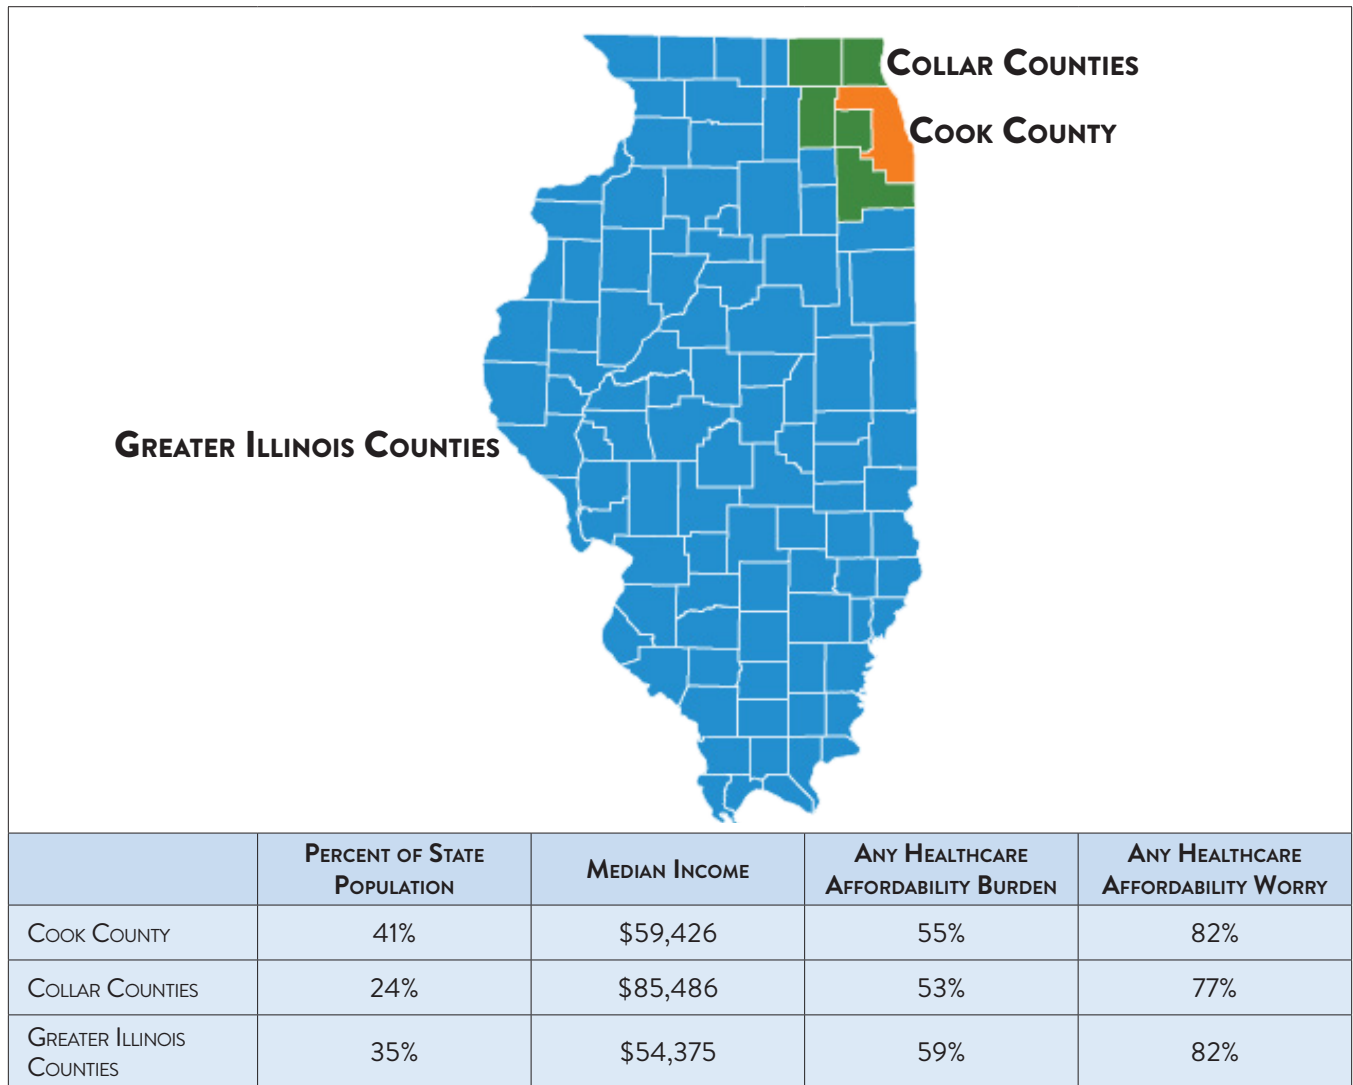 Collar Counties
Cook County
Greater Illinois Counties
Percent of State
Population
Median Income
Any Healthcare
Affordability Burden
Any Healthcare
Affordability Worry
Cook County
41%
$59,426
55%
82%
Collar Counties
24%
$85,486
53%
77%
Greater Illinois
Counties
35%
$54,375
59%
82%